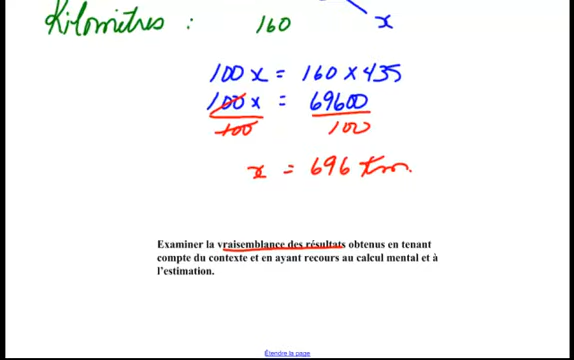 Kilomètres : 160 x
100 x = 160 x 435
100 x = 69600
100 100
x = 696 km.
Examiner la vraisemblance des résultats obtenus en tenant
compte du contexte et en ayant recours au calcul mental et à
l'estimation.
Étendre la page